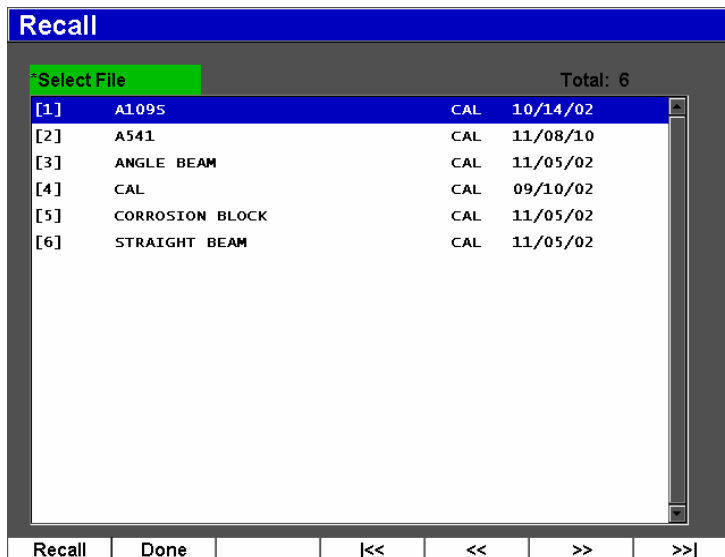 Recall
*Select File Total: 6
[1] A109S CAL 10/14/02
[2] A541 CAL 11/08/10
[3] ANGLE BEAM CAL 11/05/02
[4] CAL CAL 09/10/02
[5] CORROSION BLOCK CAL 11/05/02
[6] STRAIGHT BEAM CAL 11/05/02
Recall Done |<< << >> >>|